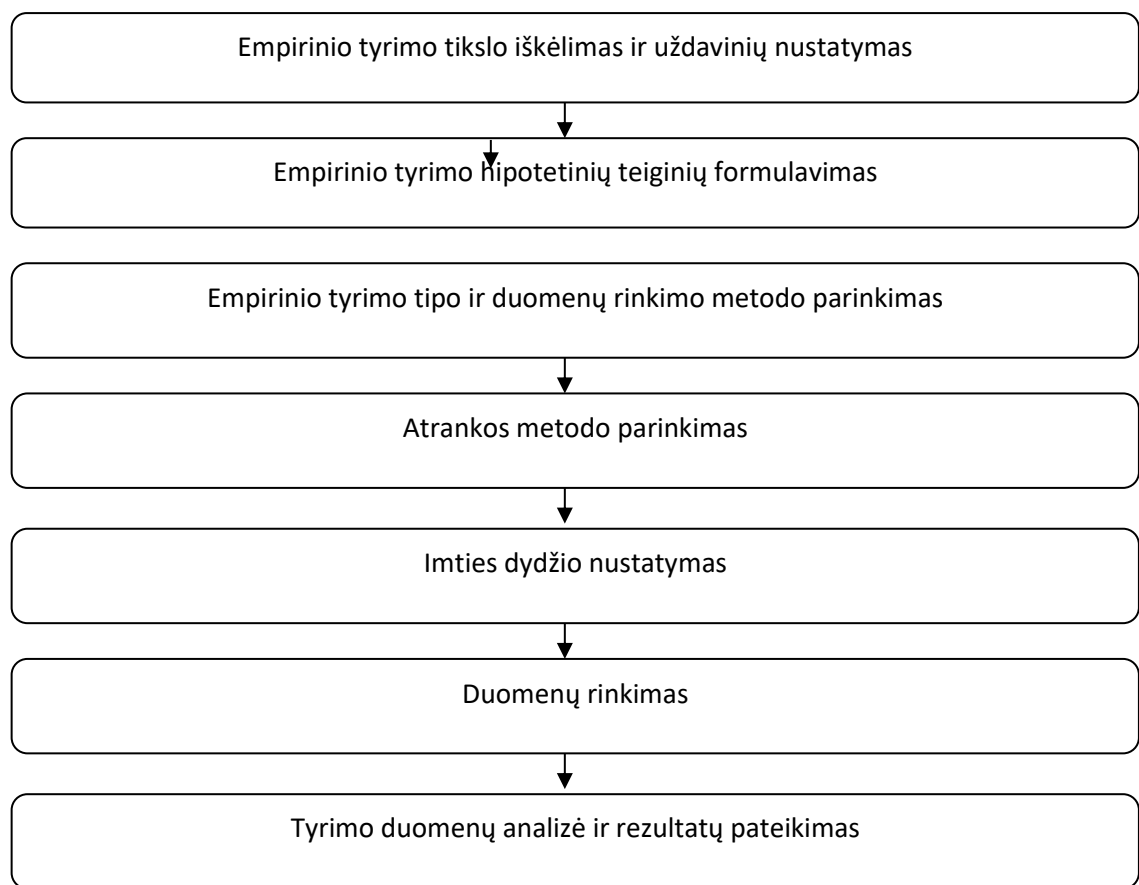 Empirinio tyrimo tikslo iškėlimas ir uždavinių nustatymas
Empirinio tyrimo hipotetinių teiginių formulavimas
Empirinio tyrimo tipo ir duomenų rinkimo metodo parinkimas
Atrankos metodo parinkimas
Imties dydžio nustatymas
Duomenų rinkimas
Tyrimo duomenų analizė ir rezultatų pateikimas